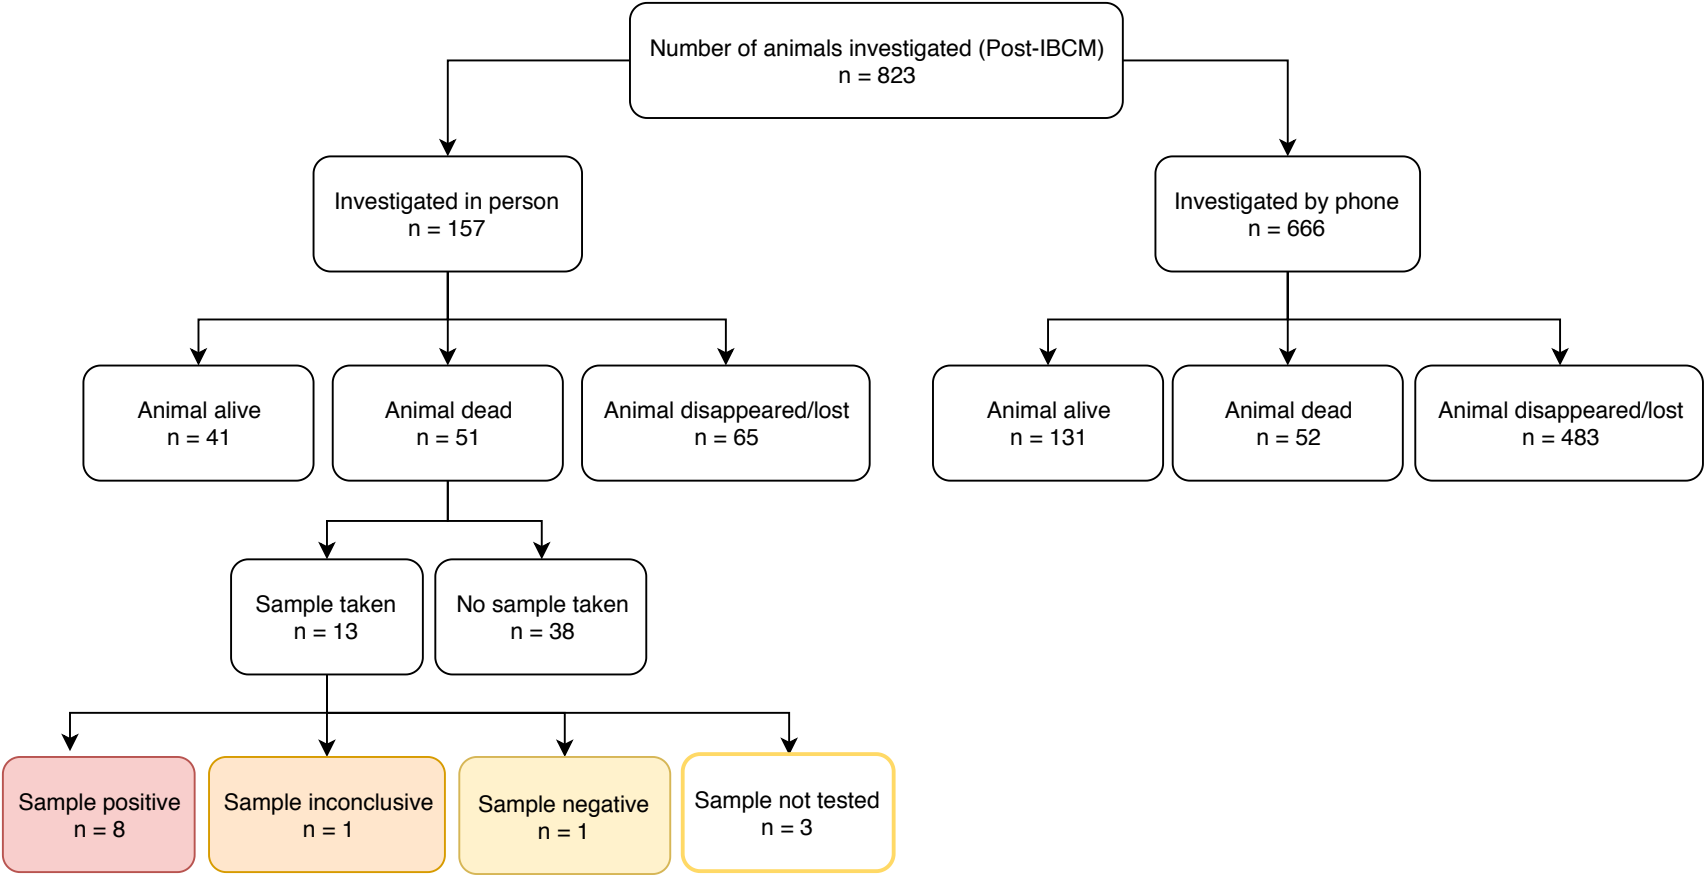 Number of animals investigated (Post-IBCM)
n = 823
Investigated in person
n = 157
Investigated by phone
n = 666
Animal alive
n = 41
Animal dead
n = 51
Animal disappeared/lost
n = 65
Animal alive
n = 131
Animal dead
n = 52
Animal disappeared/lost
n = 483
Sample taken
n = 13
No sample taken
n = 38
Sample positive
n = 8
Sample inconclusive
n = 1
Sample negative
n = 1
Sample not tested
n = 3